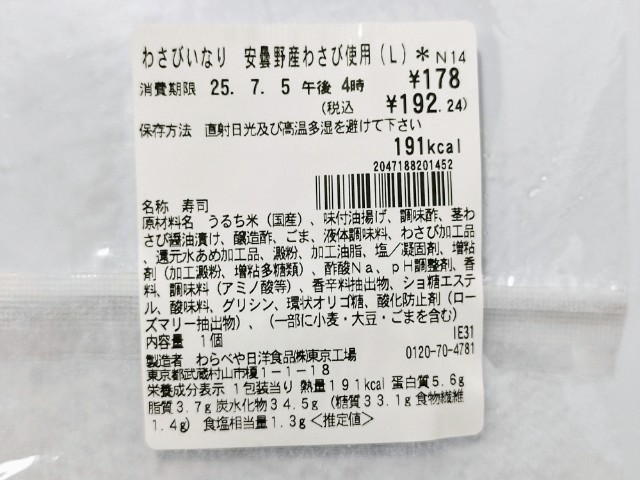 わさびいなり 安曇野産わさび使用(L)* N14
消費期限 25. 7. 5 午後 4時 ¥178
(税込 ¥192.24)
保存方法 直射日光及び高温多湿を避けて下さい
191kcal
2047188201452
名称 寿司
原材料名 うるち米(国産)、味付油揚げ、調味酢、茎わ
さび醤油漬け、醸造酢、ごま、液体調味料、わさび加工品
、還元水あめ加工品、澱粉、加工油脂、塩/凝固剤、増粘
剤(加工澱粉、増粘多糖類)、酢酸Na、pH調整剤、香
料、調味料(アミノ酸等)、香辛料抽出物、ショ糖エステ
ル、酸味料、グリシン、環状オリゴ糖、酸化防止剤(ロー
ズマリー抽出物)、(一部に小麦・大豆・ごまを含む)
内容量 1個 IE31
製造者 わらべや日洋食品㈱東京工場 0120-70-4781
東京都武蔵村山市榎1-1-18
栄養成分表示 1包装当り 熱量191kcal 蛋白質5.6g
脂質3.7g 炭水化物34.5g (糖質33.1g 食物繊維
1.4g) 食塩相当量1.3g <推定値>